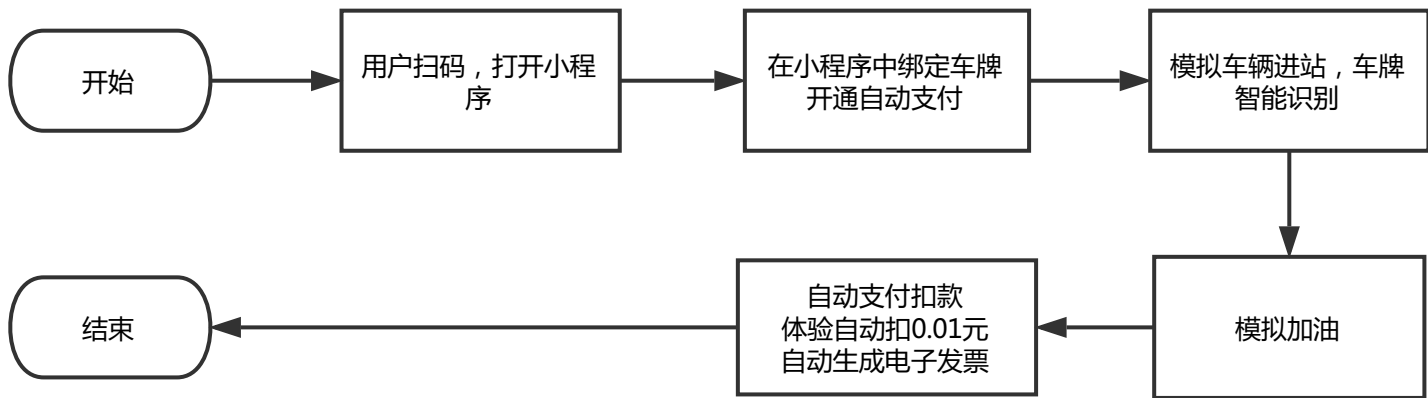 开始
用户扫码，打开小程
序
在小程序中绑定车牌
开通自动支付
模拟车辆进站，车牌
智能识别
模拟加油
自动支付扣款
体验自动扣0.01元
自动生成电子发票
结束